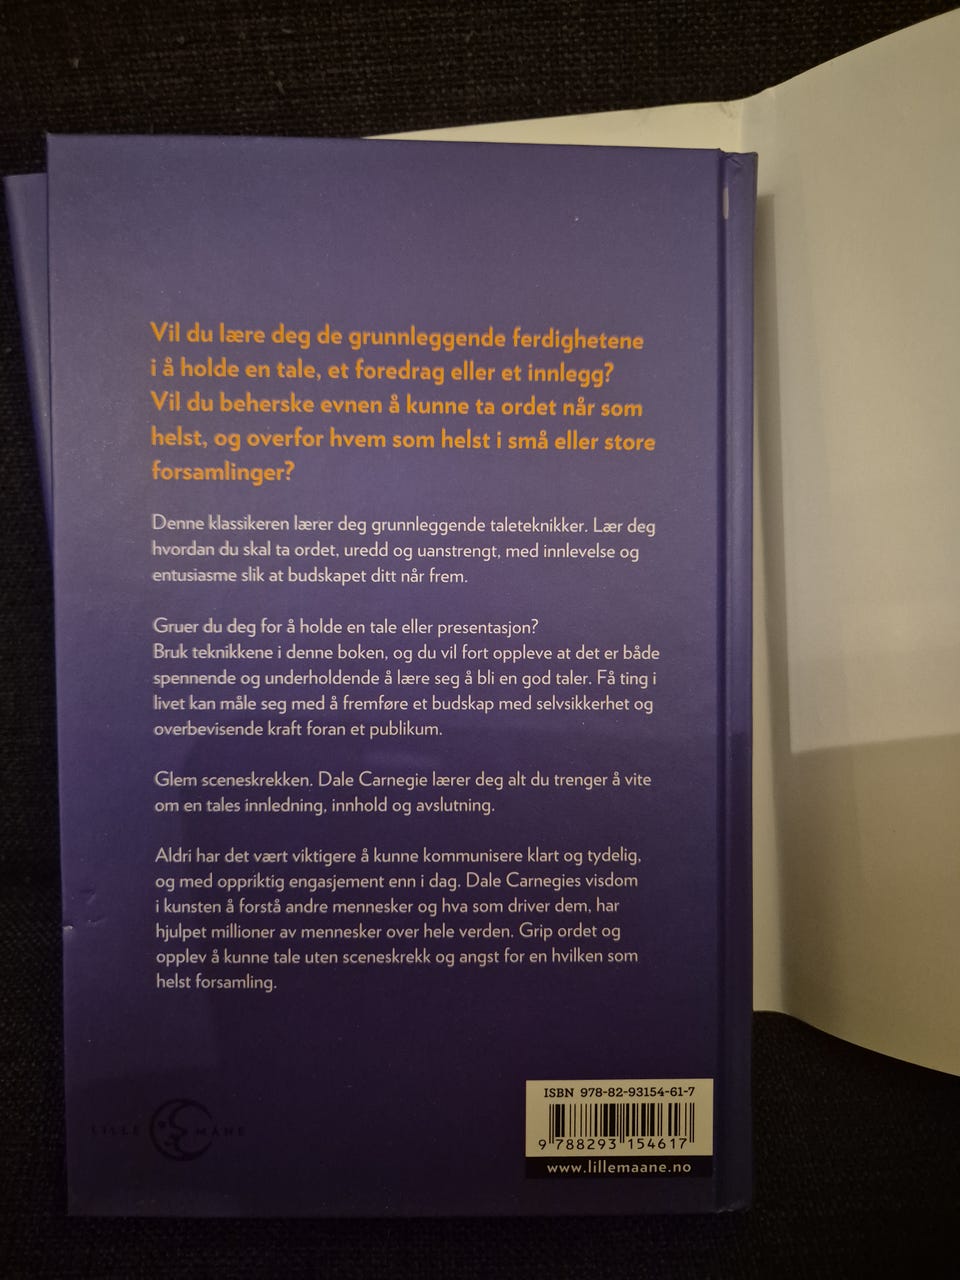 Vil du lære deg de grunnleggende ferdighetene
i å holde en tale, et foredrag eller et innlegg?
Vil du beherske evnen å kunne ta ordet når som
helst, og overfor hvem som helst i små eller store
forsamlinger?
Denne klassikeren lærer deg grunnleggende taleteknikker. Lær deg
hvordan du skal ta ordet, uredd og uanstrengt, med innlevelse og
entusiasme slik at budskapet ditt når frem.
Gruer du deg for å holde en tale eller presentasjon?
Bruk teknikkene i denne boken, og du vil fort oppleve at det er både
spennende og underholdende å lære seg å bli en god taler. Få ting i
livet kan måle seg med å fremføre et budskap med selvsikkerhet og
overbevisende kraft foran et publikum.
Glem sceneskrekken. Dale Carnegie lærer deg alt du trenger å vite
om en tales innledning, innhold og avslutning.
Aldri har det vært viktigere å kunne kommunisere klart og tydelig,
og med oppriktig engasjement enn i dag. Dale Carnegies visdom
i kunsten å forstå andre mennesker og hva som driver dem, har
hjulpet millioner av mennesker over hele verden. Grip ordet og
opplev å kunne tale uten sceneskrekk og angst for en hvilken som
helst forsamling.
LILLE MÅNE
ISBN 978-82-93154-61-7
9 788293 154617
www.lillemaane.no